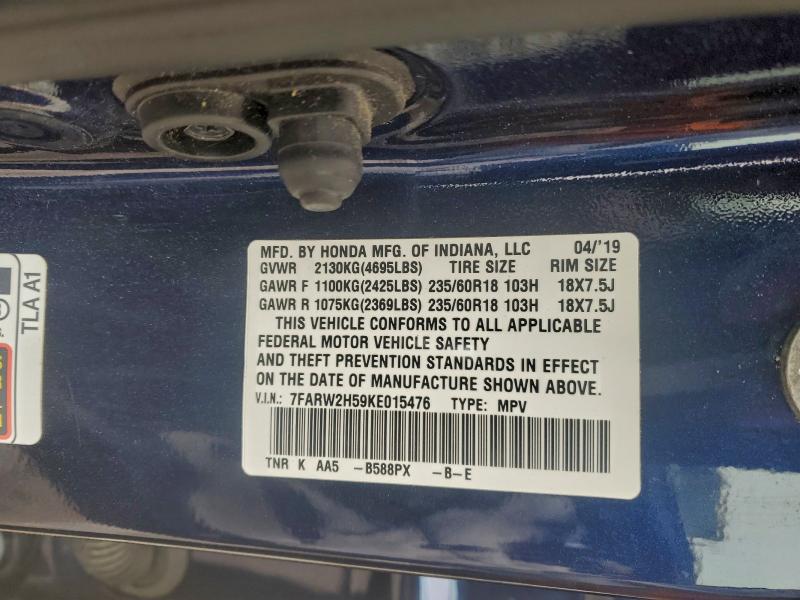 MFD. BY HONDA MFG. OF INDIANA, LLC 04/'19
GVWR 2130KG(4695LBS) TIRE SIZE RIM SIZE
GAWR F 1100KG(2425LBS) 235/60R18 103H 18X7.5J
GAWR R 1075KG(2369LBS) 235/60R18 103H 18X7.5J
THIS VEHICLE CONFORMS TO ALL APPLICABLE
FEDERAL MOTOR VEHICLE SAFETY
AND THEFT PREVENTION STANDARDS IN EFFECT
ON THE DATE OF MANUFACTURE SHOWN ABOVE.
V.I.N.: 7FARW2H59KE015476 TYPE: MPV
TNR K AA5 -B588PX -B-E
TLA A1